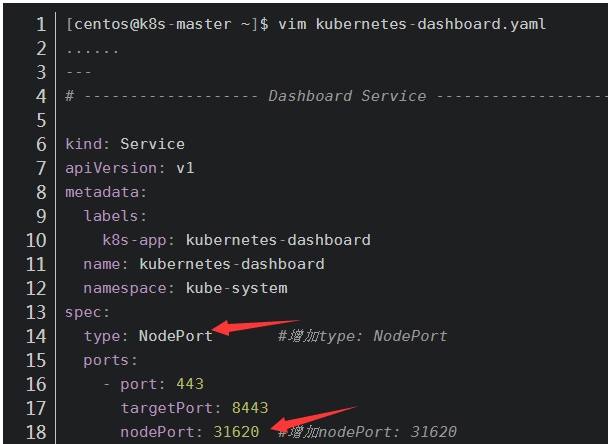 1 [centos@k8s-master ~]$ vim kubernetes-dashboard.yaml
2 ......
3 ---
4 # ------------------- Dashboard Service -------------------
5
6 kind: Service
7 apiVersion: v1
8 metadata:
9   labels:
10     k8s-app: kubernetes-dashboard
11   name: kubernetes-dashboard
12   namespace: kube-system
13 spec:
14   type: NodePort       #增加type: NodePort
15   ports:
16     - port: 443
17       targetPort: 8443
18       nodePort: 31620  #增加nodePort: 31620